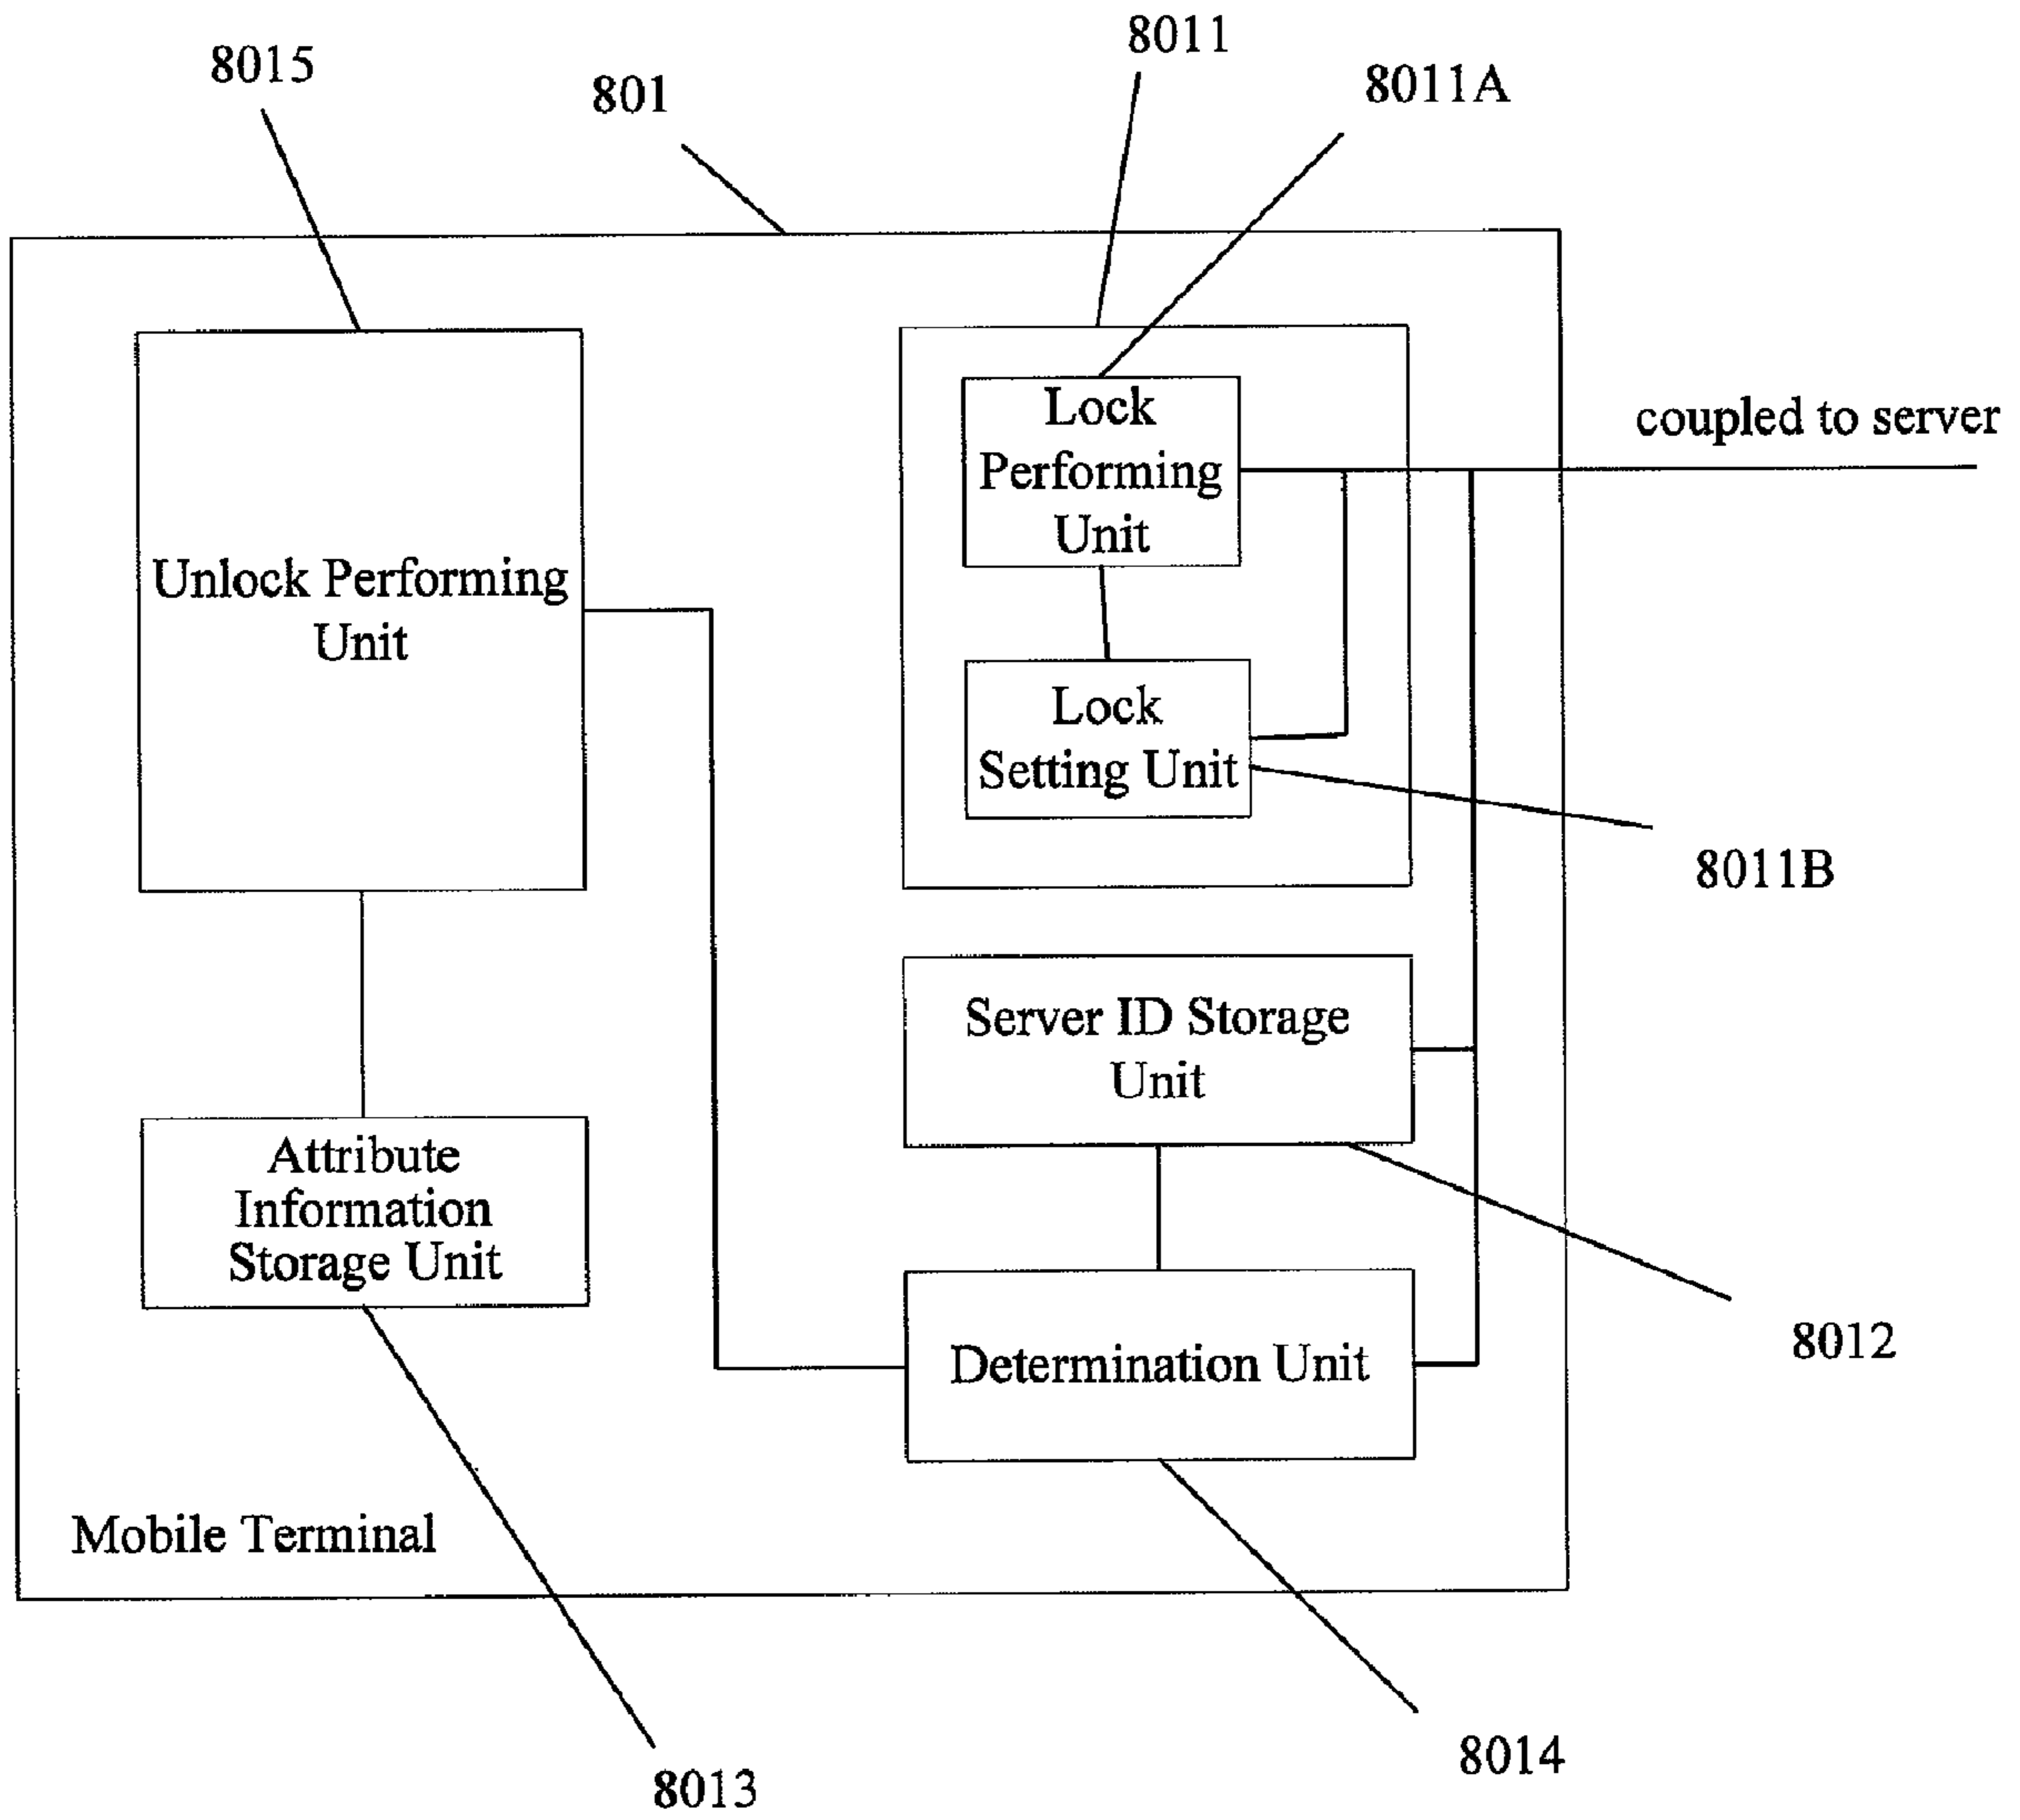 8015
801
8011
8011A
Lock
Performing
Unit
coupled to server
Unlock Performing
Unit
Lock
Setting Unit
8011B
Server ID Storage
Unit
Attribute
Information
Storage Unit
8012
Determination Unit
Mobile Terminal
8013
8014